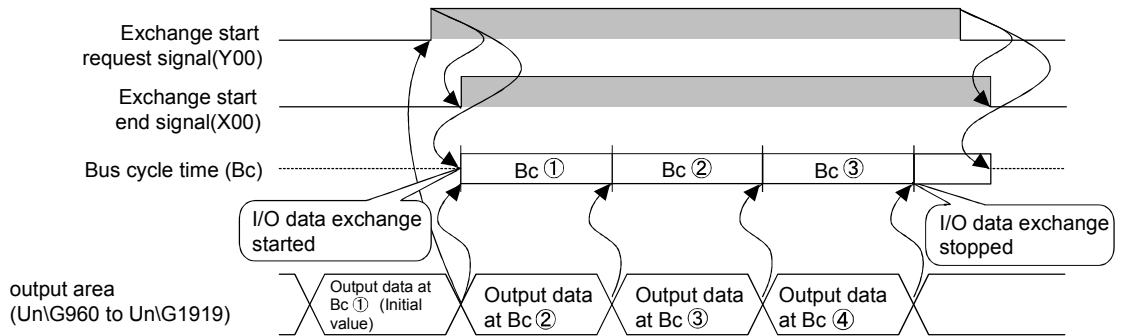 Exchange start
request signal(Y00)
Exchange start
end signal(X00)
Bus cycle time (Bc)
Bc ①
Bc ②
Bc ③
I/O data exchange
started
I/O data exchange
stopped
output area
(Un\G960 to Un\G1919)
Output data at
Bc ① (Initial
value)
Output data
at Bc ②
Output data
at Bc ③
Output data
at Bc ④